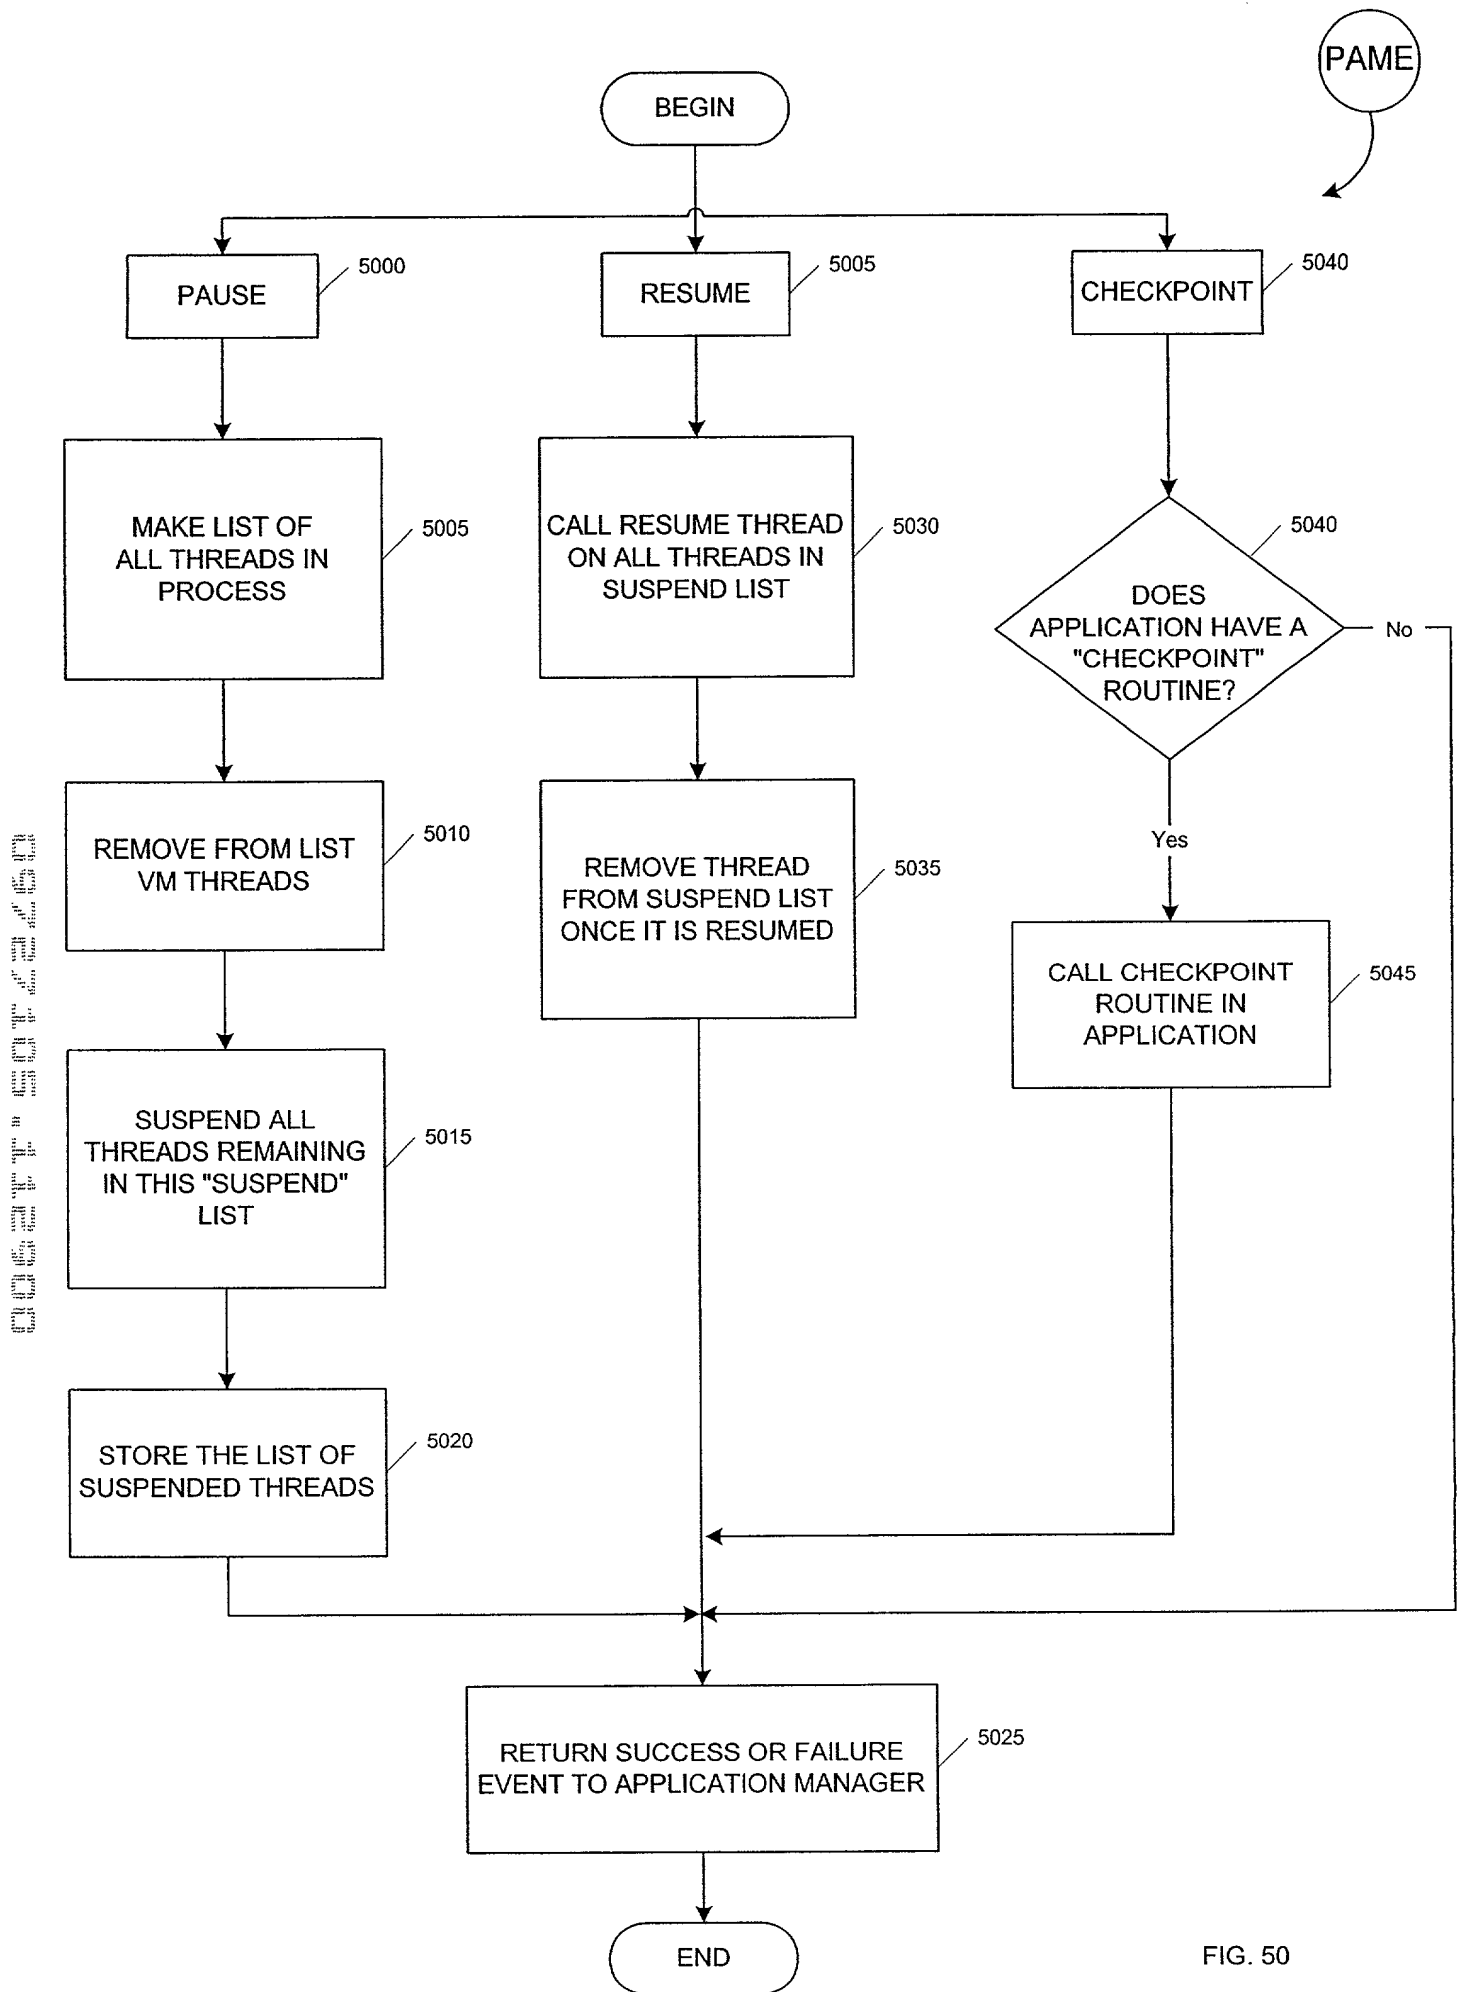 PAME
BEGIN
PAUSE
5000
RESUME
5005
CHECKPOINT
5040
MAKE LIST OF
ALL THREADS IN
PROCESS
5005
CALL RESUME THREAD
ON ALL THREADS IN
SUSPEND LIST
5030
DOES
APPLICATION HAVE A
"CHECKPOINT"
ROUTINE?
5040
No
Yes
REMOVE FROM LIST
VM THREADS
5010
REMOVE THREAD
FROM SUSPEND LIST
ONCE IT IS RESUMED
5035
CALL CHECKPOINT
ROUTINE IN
APPLICATION
5045
SUSPEND ALL
THREADS REMAINING
IN THIS "SUSPEND"
LIST
5015
STORE THE LIST OF
SUSPENDED THREADS
5020
RETURN SUCCESS OR FAILURE
EVENT TO APPLICATION MANAGER
5025
END
FIG. 50